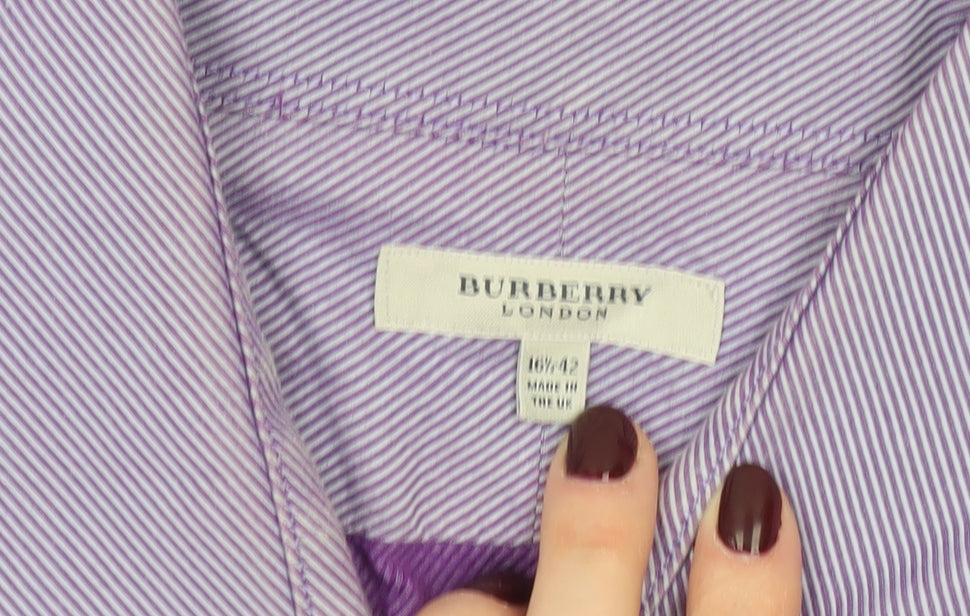 BURBERRY
LONDON
16½-42
MADE IN
THE UK